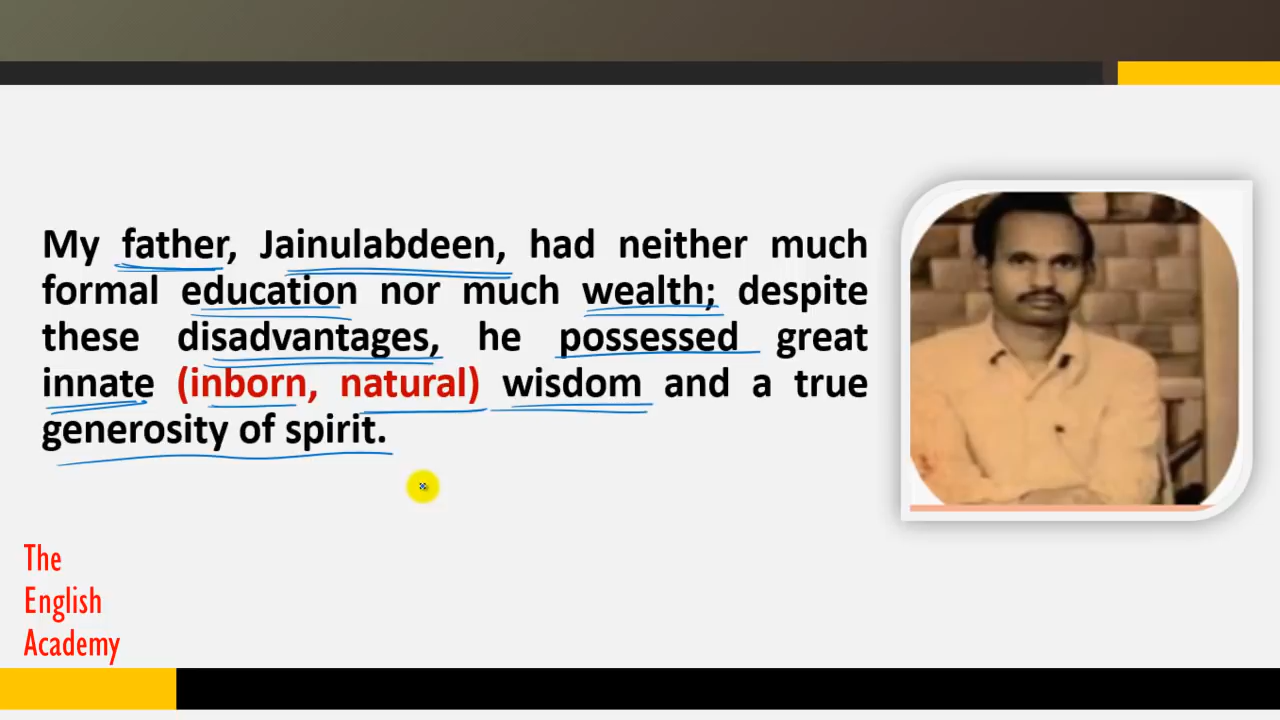 My father, Jainulabdeen, had neither much
formal education nor much wealth; despite
these disadvantages, he possessed great
innate (inborn, natural) wisdom and a true
generosity of spirit.
The
English
Academy